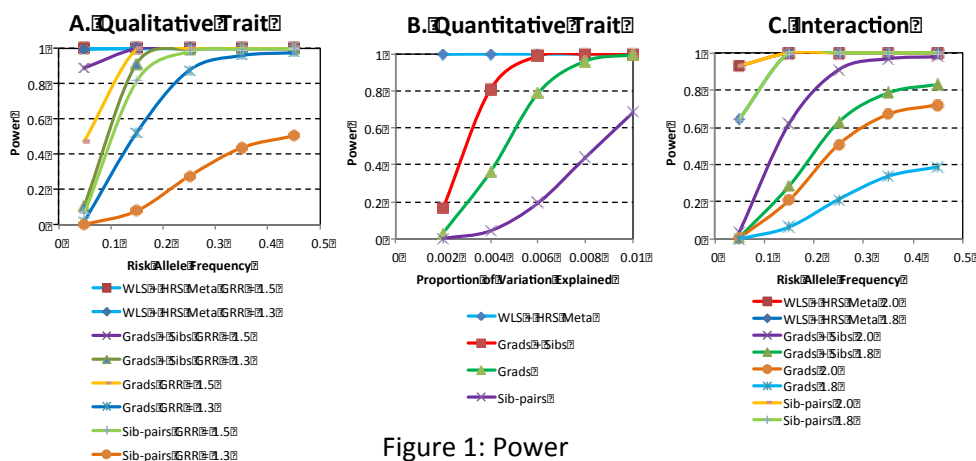 A. Qualitative Trait
1
0.8
0.6
0.4
0.2
0
Power
0
0.1
0.2
0.3
0.4
0.5
Risk Allele Frequency
WLS + HRS Meta GRR = 1.5
WLS + HRS Meta GRR = 1.3
Grads + Sibs GRR = 1.5
Grads + Sibs GRR = 1.3
Grads GRR = 1.5
Grads GRR = 1.3
Sib-pairs GRR = 1.5
Sib-pairs GRR = 1.3
B. Quantitative Trait
1
0.8
0.6
0.4
0.2
0
Power
0.002
0.004
0.006
0.008
0.01
Proportion of Variation Explained
WLS + HRS Meta
Grads + Sibs
Grads
Sib-pairs
C. Interaction
1
0.8
0.6
0.4
0.2
0
Power
0
0.1
0.2
0.3
0.4
0.5
Risk Allele Frequency
WLS + HRS Meta 2.0
WLS + HRS Meta 1.8
Grads + Sibs 2.0
Grads + Sibs 1.8
Grads 2.0
Grads 1.8
Sib-pairs 2.0
Sib-pairs 1.8
Figure 1: Power